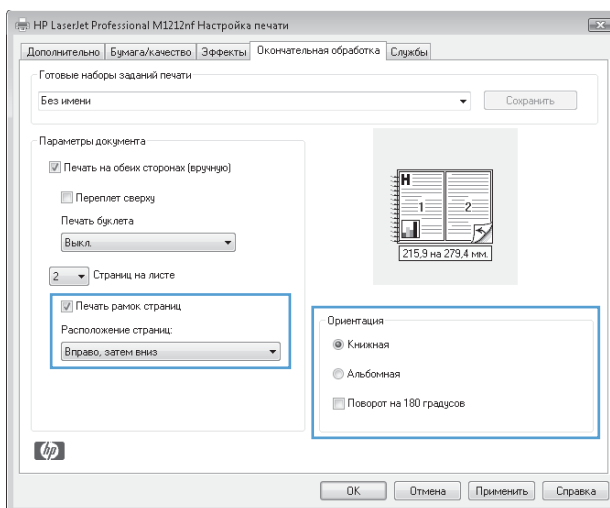 HP LaserJet Professional M1212nf Настройка печати
Дополнительно Бумага/качество Эффекты Окончательная обработка Службы
Готовые наборы заданий печати
Без имени Сохранить
Параметры документа
Печать на обеих сторонах (вручную)
Переплет сверху
Печать буклета
Выкл.
2 Страниц на листе
Печать рамок страниц
Расположение страниц:
Вправо, затем вниз
H
1 2
215,9 на 279,4 мм.
Ориентация
Книжная
Альбомная
Поворот на 180 градусов
hp
OK Отмена Применить Справка